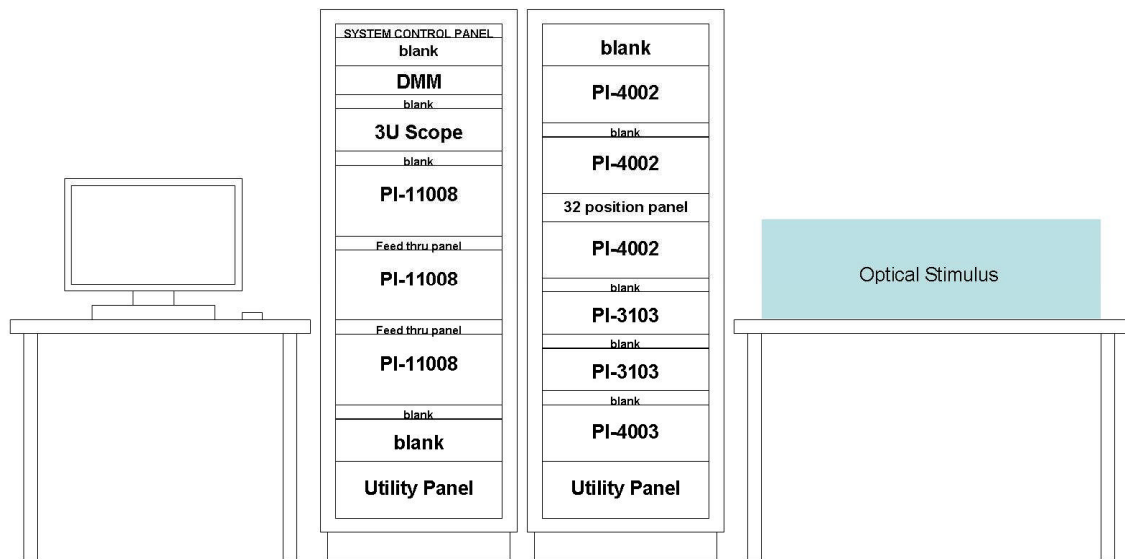 SYSTEM CONTROL PANEL
blank
DMM
blank
3U Scope
blank
PI-11008
Feed thru panel
PI-11008
Feed thru panel
PI-11008
blank
blank
Utility Panel
blank
PI-4002
blank
PI-4002
32 position panel
PI-4002
blank
PI-3103
blank
PI-3103
blank
PI-4003
Utility Panel
Optical Stimulus